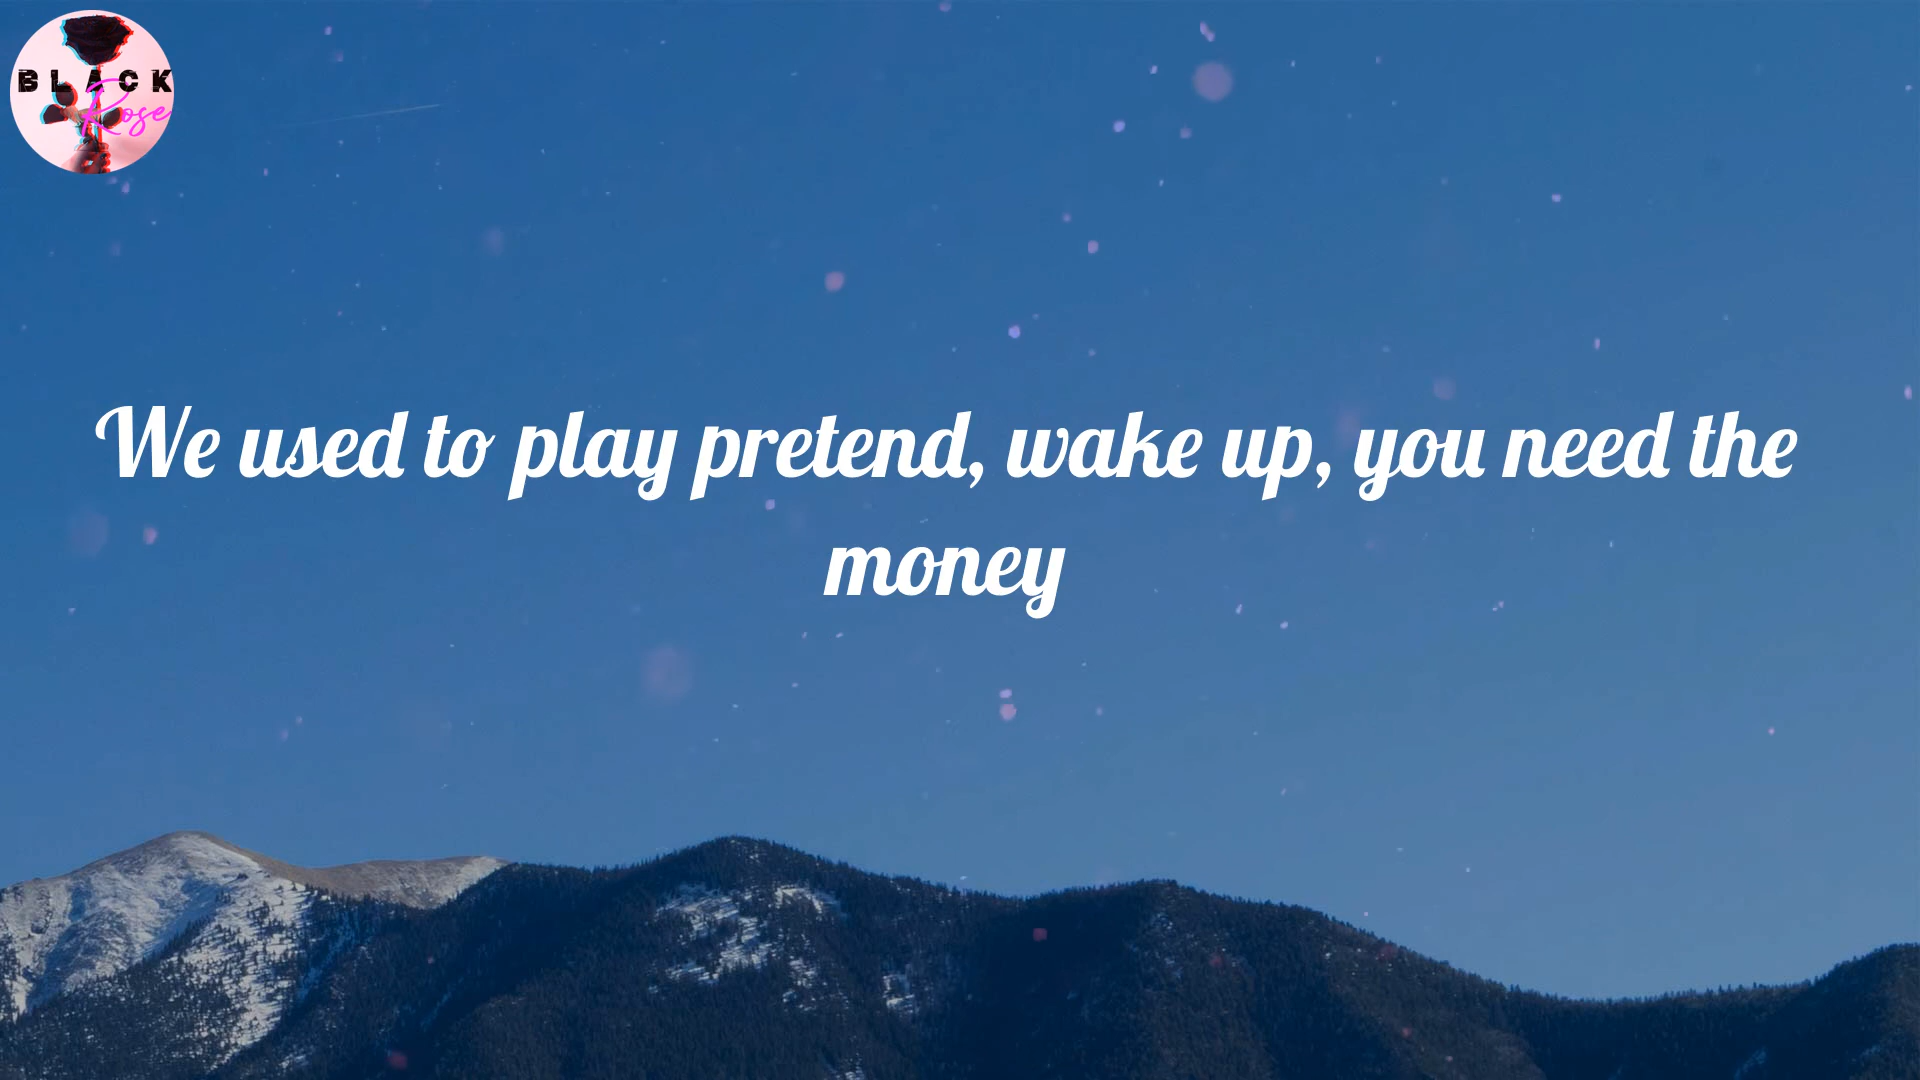 BLACK
Rose
We used to play pretend, wake up, you need the
money